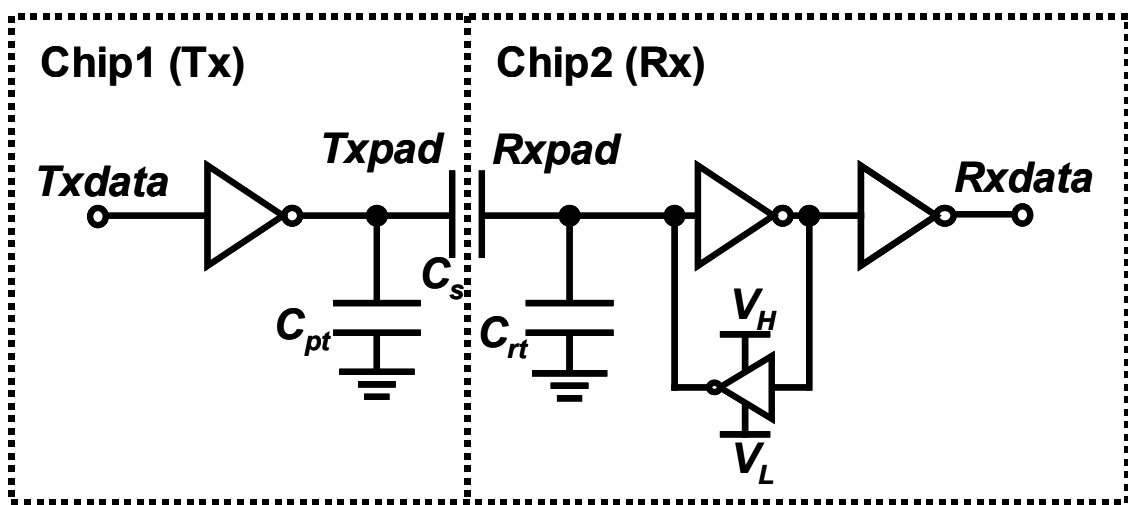 Chip1 (Tx)
Chip2 (Rx)
Txdata
Txpad
Rxpad
Rxdata
Cs
Cpt
Crt
VH
VL